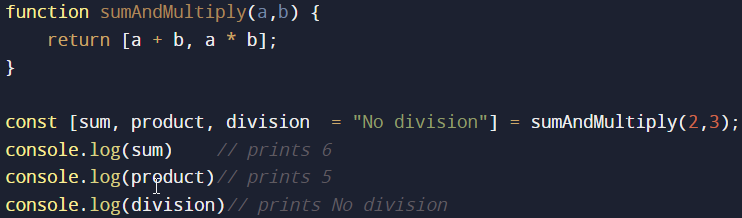 function sumAndMultiply(a,b) {
    return [a + b, a * b];
}

const [sum, product, division  = "No division"] = sumAndMultiply(2,3);
console.log(sum)    // prints 6
console.log(product)// prints 5
console.log(division)// prints No division